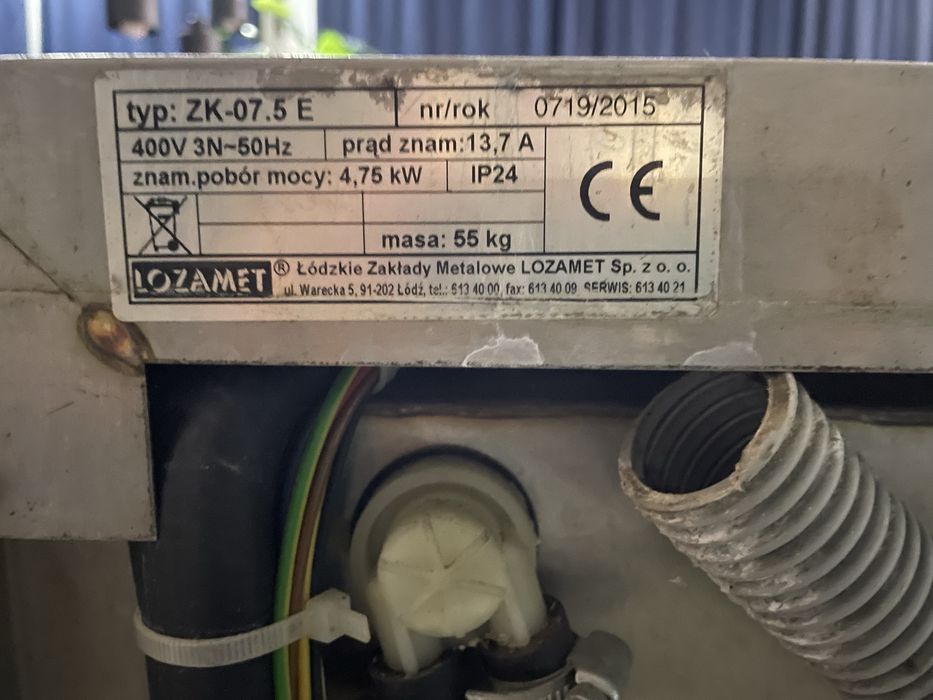 typ: ZK-07.5 E nr/rok 0719/2015
400V 3N~50Hz prąd znam:13,7 A
znam.pobór mocy: 4,75 kW IP24
CE
masa: 55 kg
LOZAMET ® Łódzkie Zakłady Metalowe LOZAMET Sp. z o. o.
ul. Warecka 5, 91-202 Łódź, tel.: 613 40 00, fax: 613 40 09 SERWIS: 613 40 21